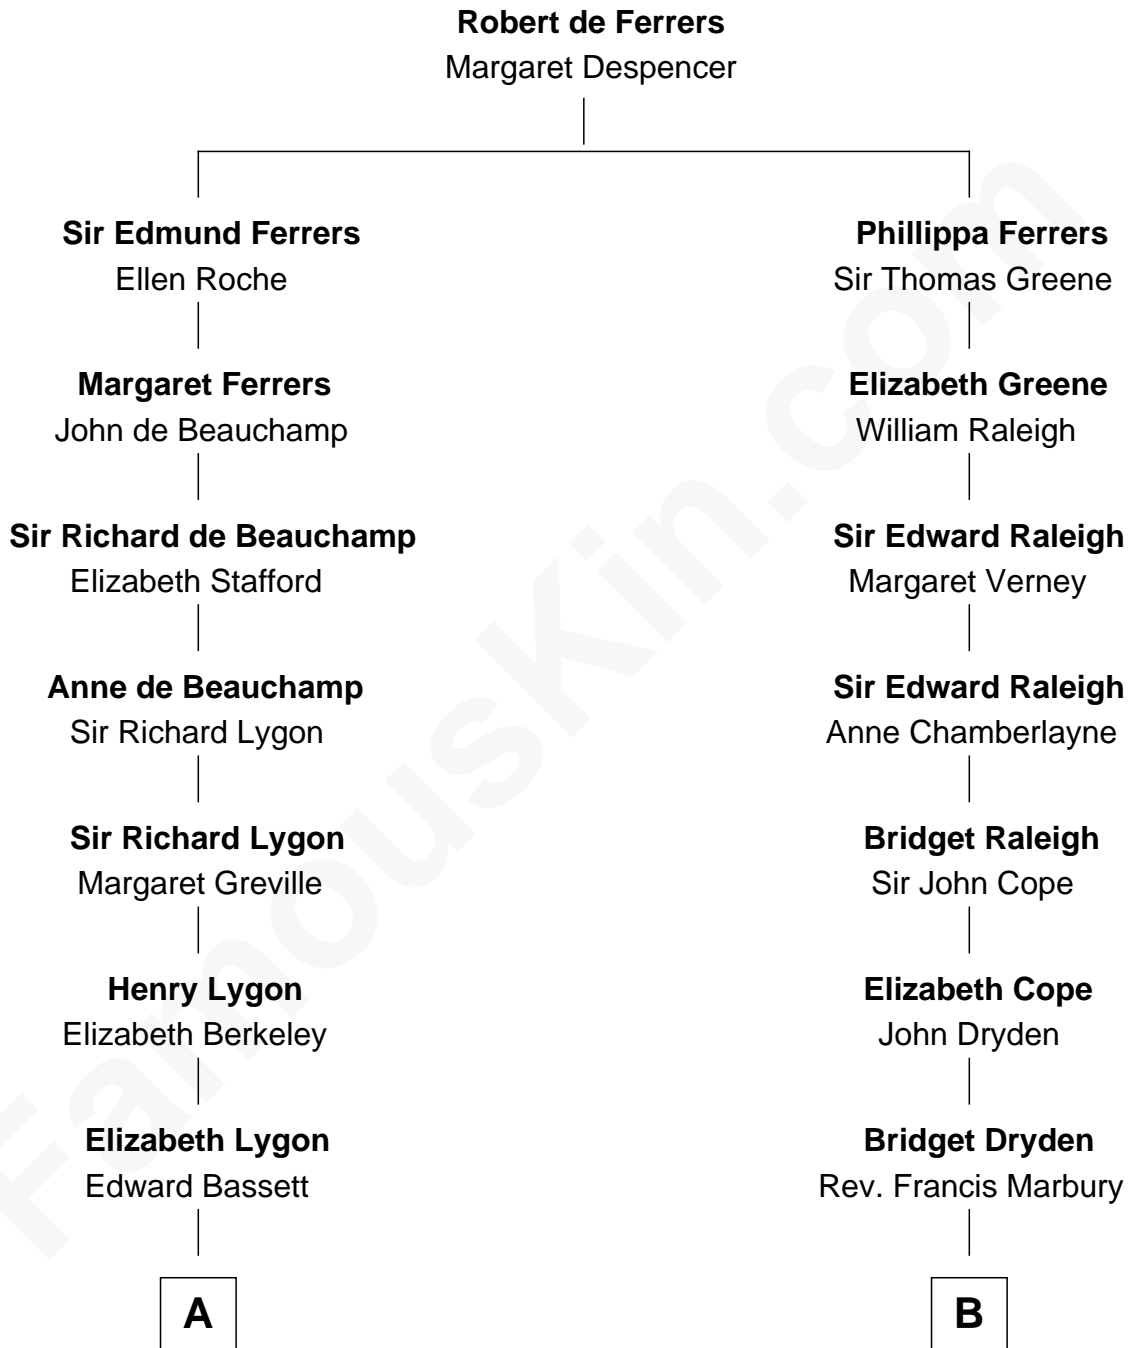 Robert de Ferrers
Margaret Despencer
Sir Edmund Ferrers
Ellen Roche
Phillippa Ferrers
Sir Thomas Greene
Margaret Ferrers
John de Beauchamp
Elizabeth Greene
William Raleigh
Sir Richard de Beauchamp
Elizabeth Stafford
Sir Edward Raleigh
Margaret Verney
Anne de Beauchamp
Sir Richard Lygon
Sir Edward Raleigh
Anne Chamberlayne
Sir Richard Lygon
Margaret Greville
Bridget Raleigh
Sir John Cope
Henry Lygon
Elizabeth Berkeley
Elizabeth Cope
John Dryden
Elizabeth Lygon
Edward Bassett
Bridget Dryden
Rev. Francis Marbury
A
B
FamousKin.com